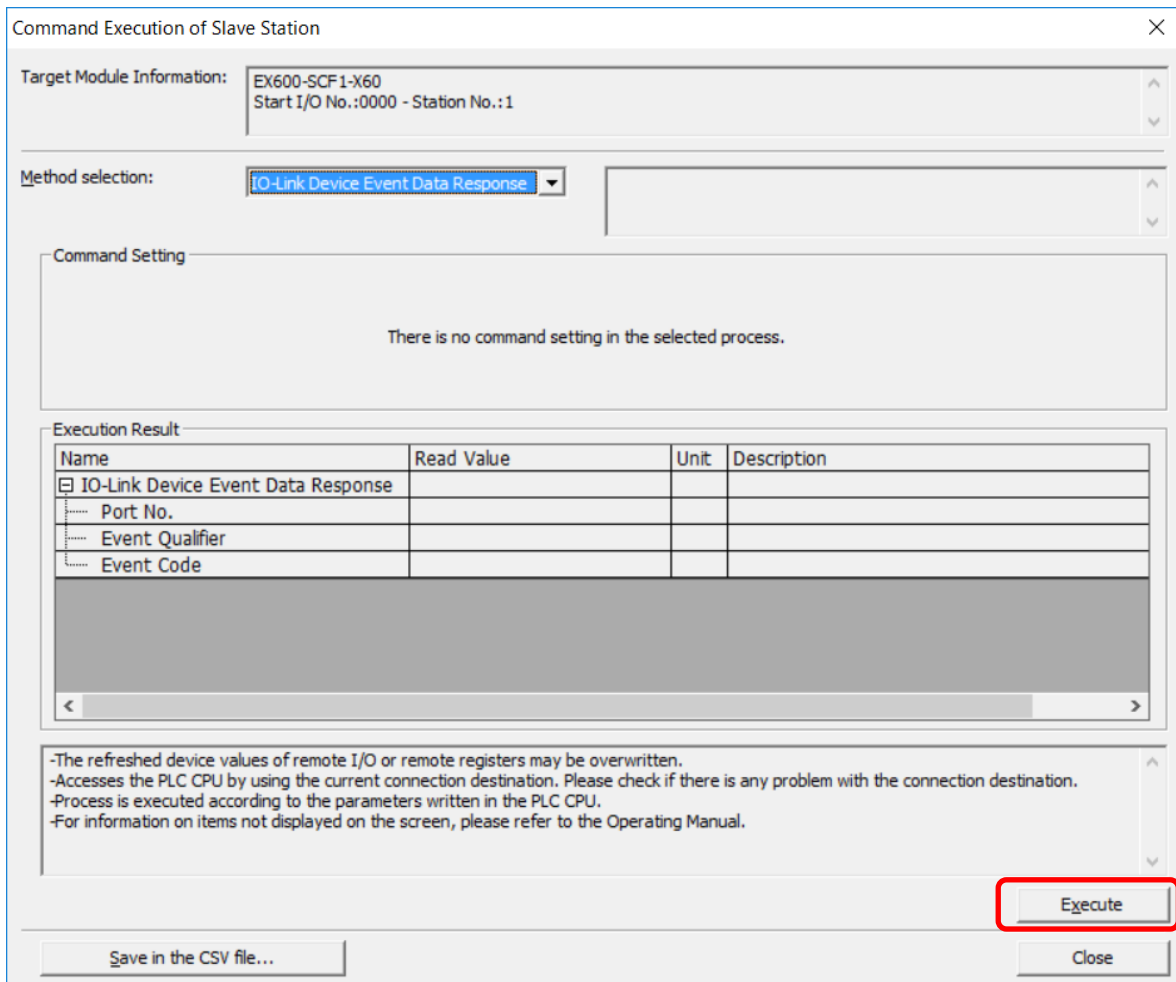 Command Execution of Slave Station
Target Module Information:
EX600-SCF1-X60
Start I/O No.:0000 - Station No.:1
Method selection:
IO-Link Device Event Data Response
Command Setting
There is no command setting in the selected process.
Execution Result
Name Read Value Unit Description
IO-Link Device Event Data Response
Port No.
Event Qualifier
Event Code
-The refreshed device values of remote I/O or remote registers may be overwritten.
-Accesses the PLC CPU by using the current connection destination. Please check if there is any problem with the connection destination.
-Process is executed according to the parameters written in the PLC CPU.
-For information on items not displayed on the screen, please refer to the Operating Manual.
Execute
Save in the CSV file... Close